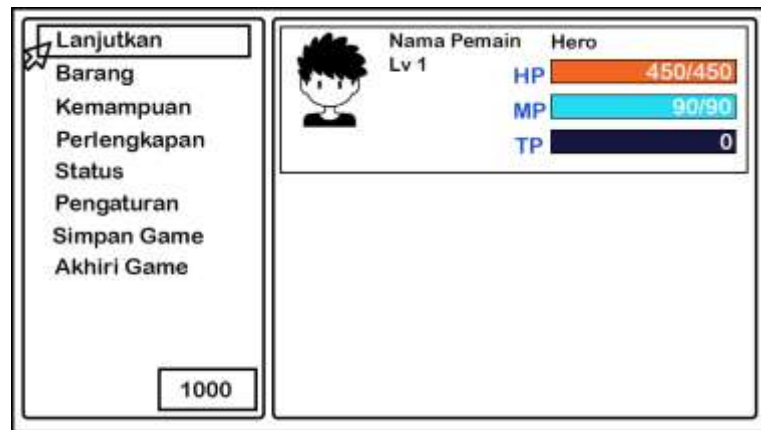 Lanjutkan
Barang
Kemampuan
Perlengkapan
Status
Pengaturan
Simpan Game
Akhiri Game
1000
Nama Pemain Hero
Lv 1
HP 450/450
MP 90/90
TP 0